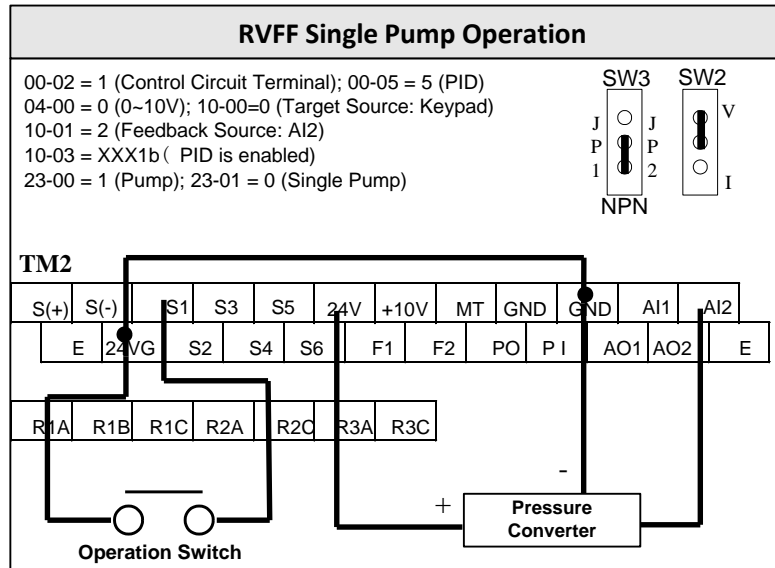 RVFF Single Pump Operation
00-02 = 1 (Control Circuit Terminal); 00-05 = 5 (PID)
04-00 = 0 (0~10V); 10-00=0 (Target Source: Keypad)
10-01 = 2 (Feedback Source: AI2)
10-03 = XXX1b ( PID is enabled)
23-00 = 1 (Pump); 23-01 = 0 (Single Pump)
SW3 SW2
J J V
P P
1 2 I
NPN
TM2
S(+) S(-) S1 S3 S5 24V +10V MT GND GND AI1 AI2
E 24VG S2 S4 S6 F1 F2 PO P I AO1 AO2 E
R1A R1B R1C R2A R2C R3A R3C
-
+
Pressure
Converter
Operation Switch